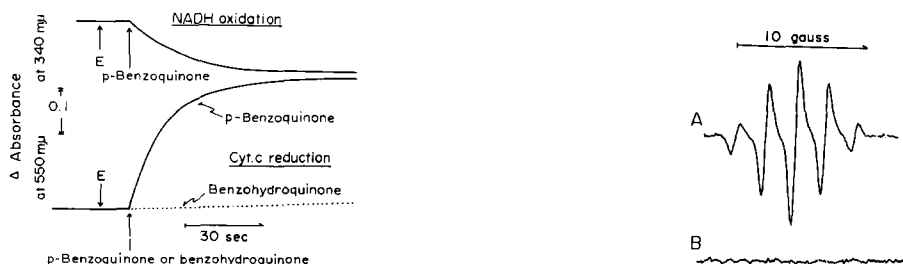 NADH oxidation
Δ Absorbance
at 340 mμ
at 550 mμ
0.1
E
p-Benzoquinone
p-Benzoquinone
Cyt.c reduction
E
Benzohydroquinone
30 sec
p-Benzoquinone or benzohydroquinone
10 gauss
A
B